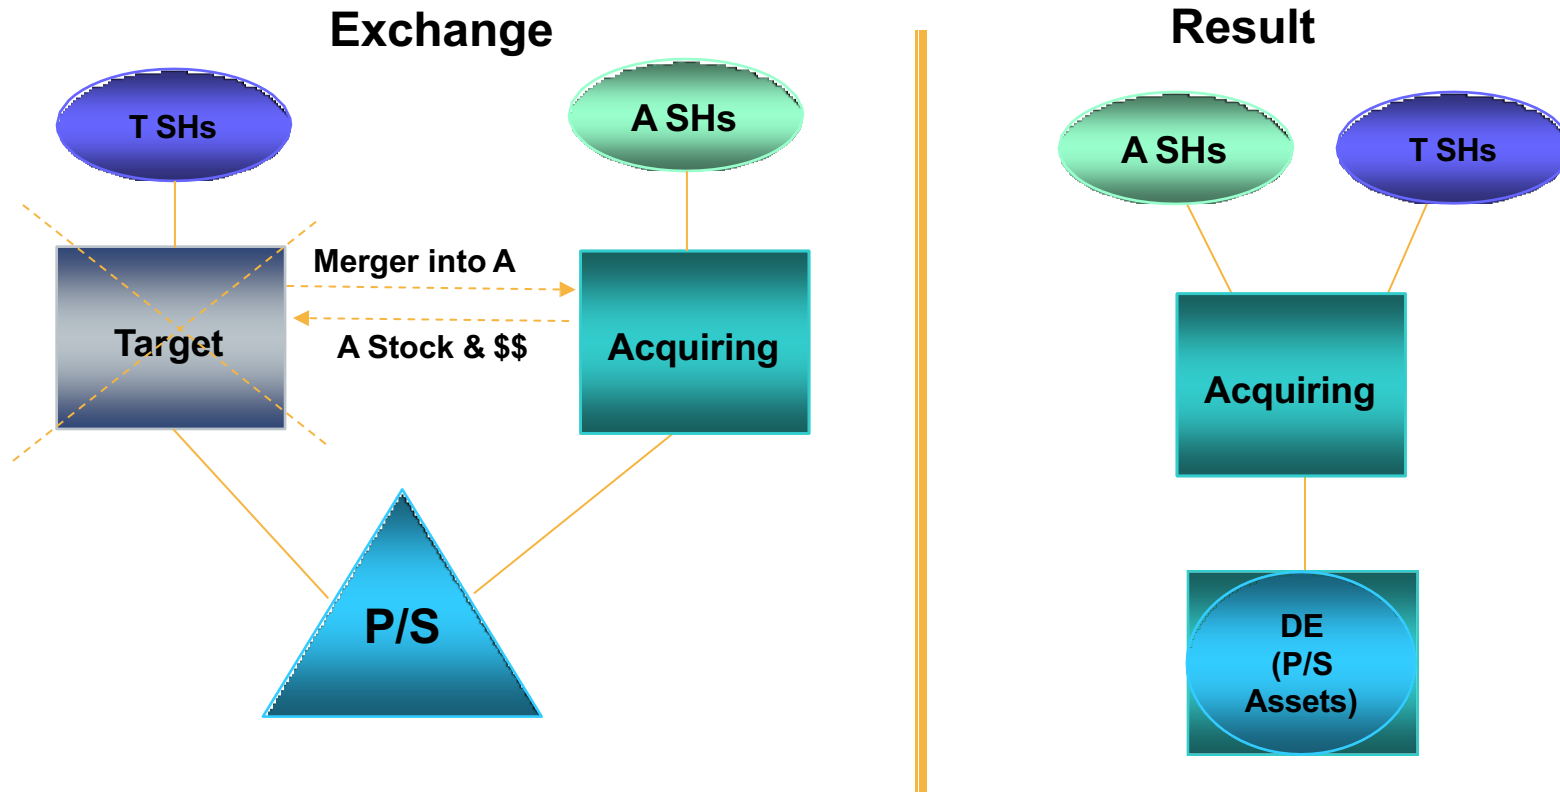 Exchange
Result
T SHs
A SHs
A SHs
T SHs
Merger into A
Target
A Stock & $$
Acquiring
Acquiring
P/S
DE
(P/S
Assets)